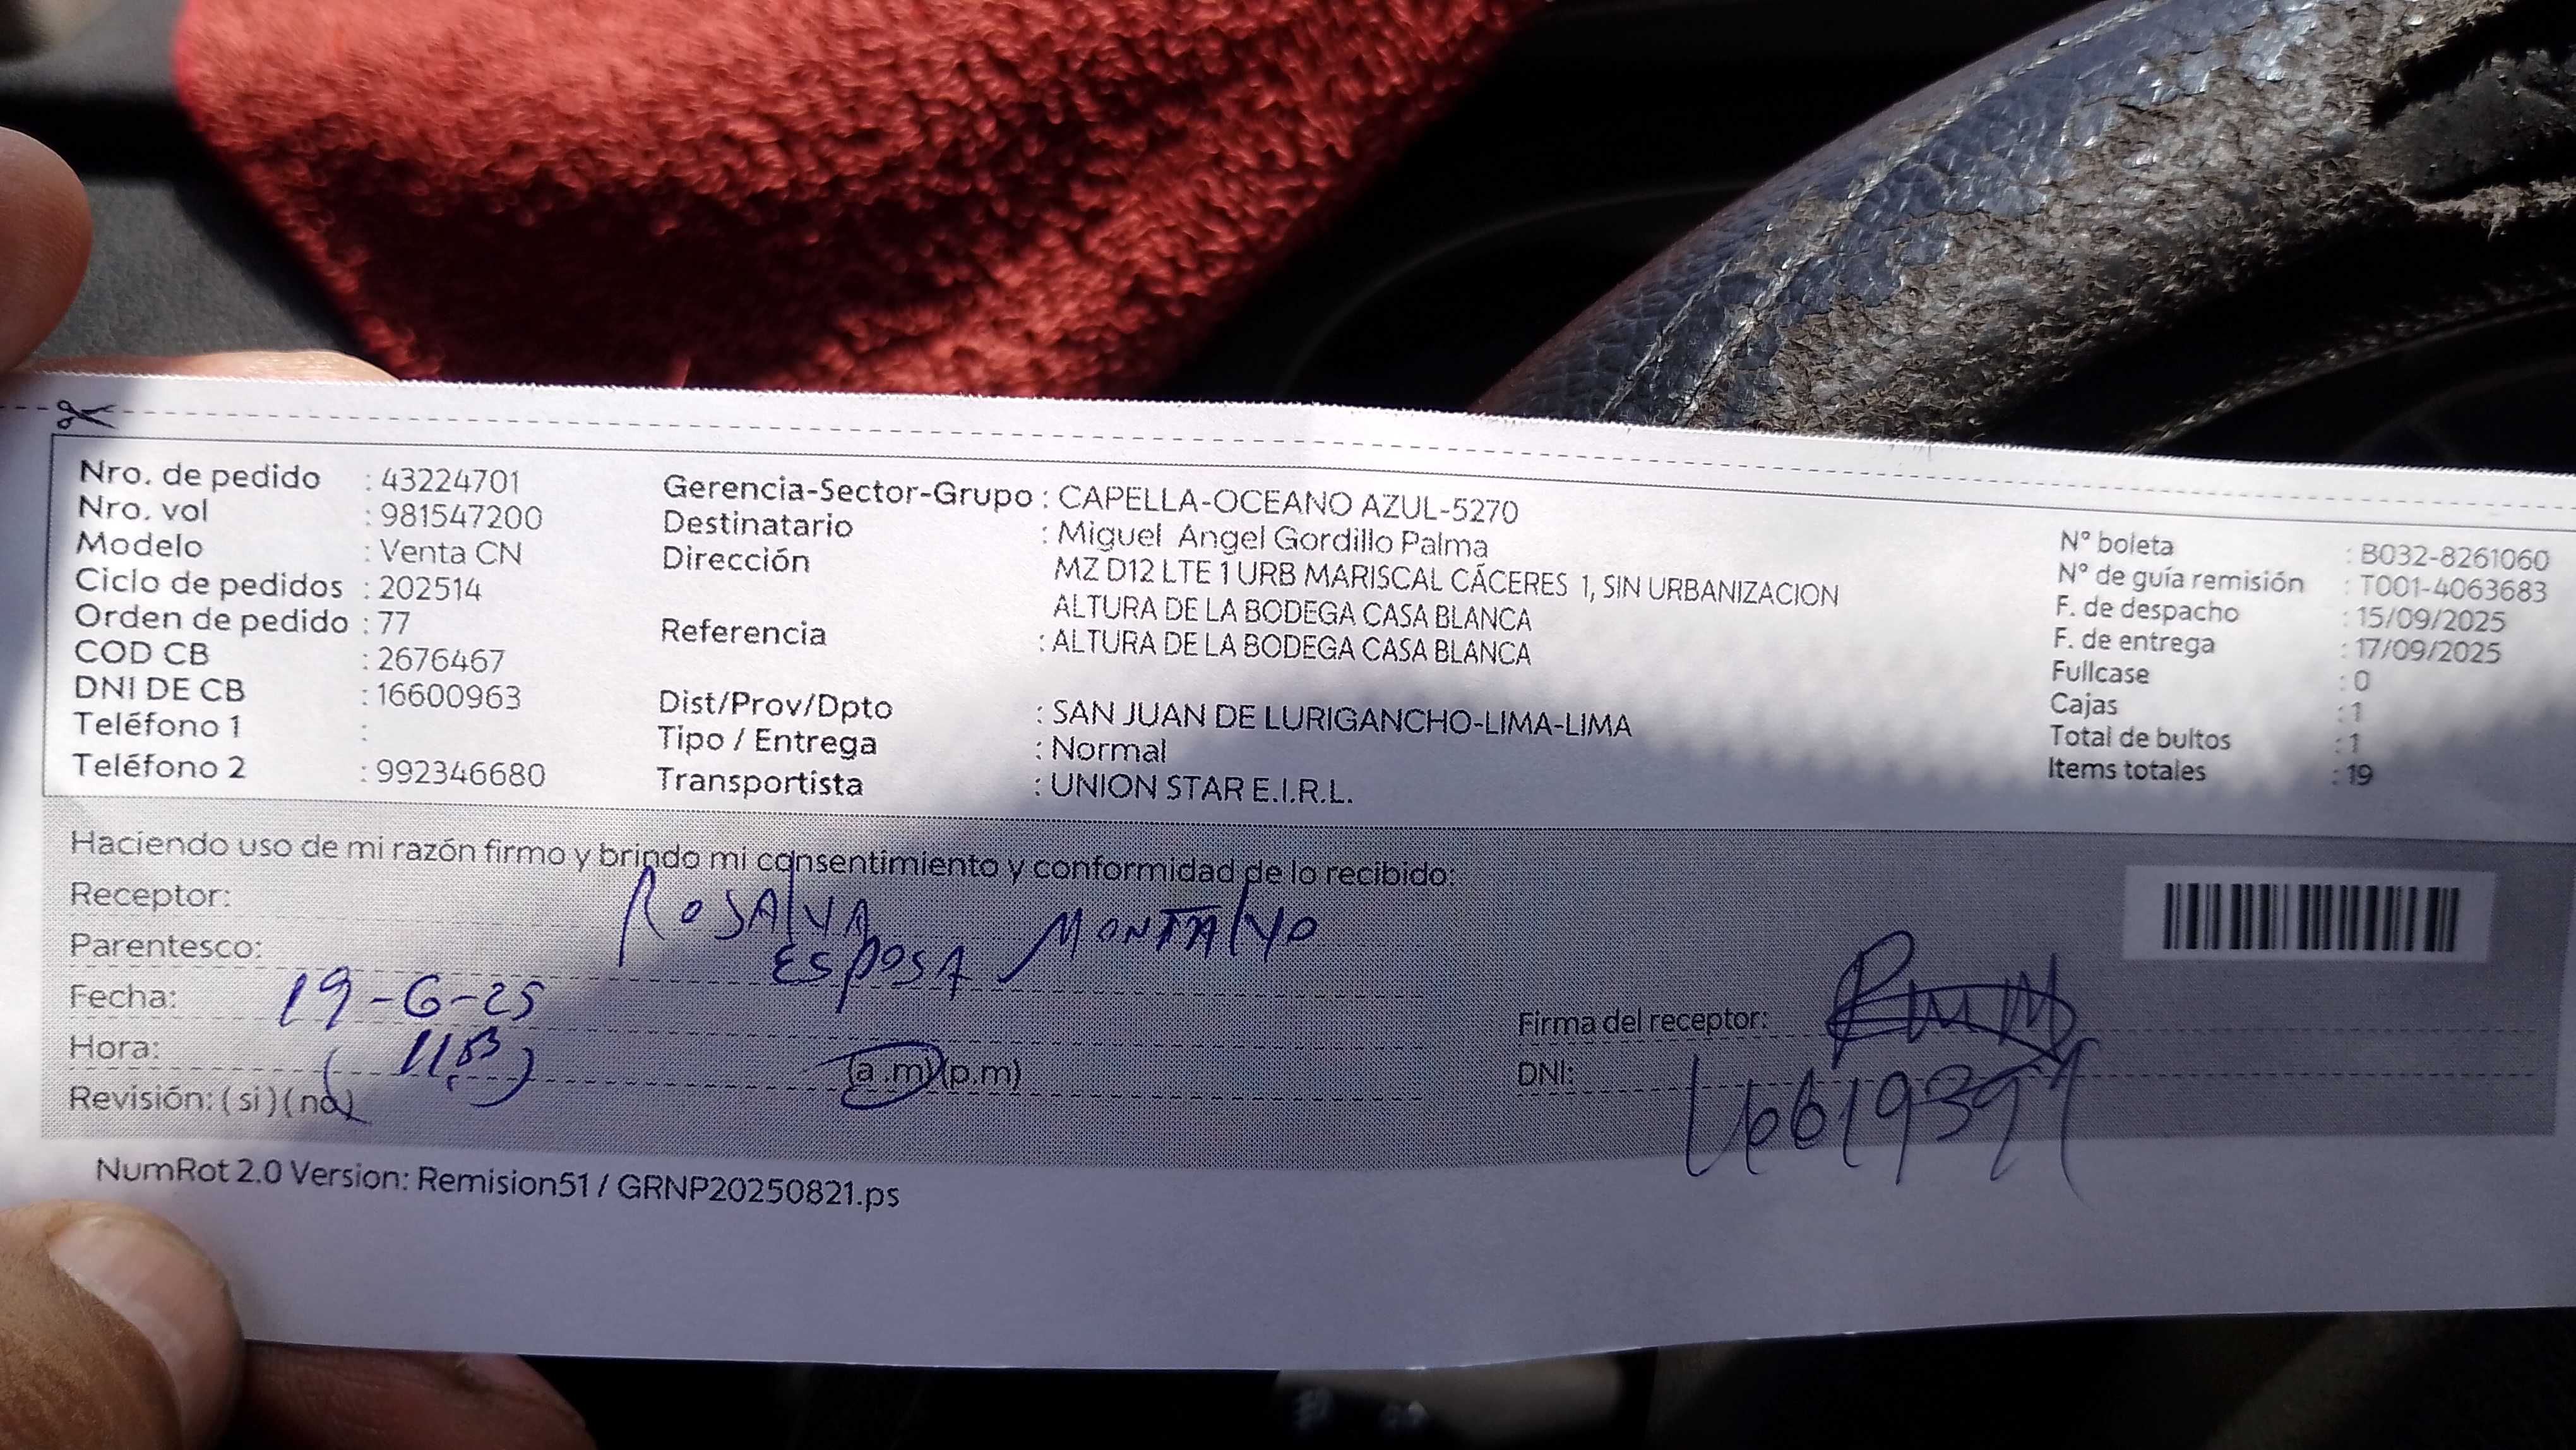 Nro. de pedido : 43224701
Nro. vol : 981547200
Modelo : Venta CN
Ciclo de pedidos : 202514
Orden de pedido : 77
COD CB : 2676467
DNI DE CB : 16600963
Teléfono 1 :
Teléfono 2 : 992346680
Gerencia-Sector-Grupo : CAPELLA-OCEANO AZUL-5270
Destinatario : Miguel Angel Gordillo Palma
Dirección MZ D12 LTE 1 URB MARISCAL CÁCERES 1, SIN URBANIZACION
ALTURA DE LA BODEGA CASA BLANCA
Referencia : ALTURA DE LA BODEGA CASA BLANCA
Dist/Prov/Dpto : SAN JUAN DE LURIGANCHO-LIMA-LIMA
Tipo / Entrega : Normal
Transportista : UNION STAR E.I.R.L.
N° boleta : B032-8261060
N° de guía remisión : T001-4063683
F. de despacho : 15/09/2025
F. de entrega : 17/09/2025
Fullcase : 0
Cajas : 1
Total de bultos : 1
Items totales : 19
Haciendo uso de mi razón firmo y brindo mi consentimiento y conformidad de lo recibido:
Receptor: ROSALVA MONTALVO
Parentesco: ESPOSA
Fecha: 19-6-25
Hora: (a.m)(p.m)
Revisión: (si)(no)
Firma del receptor:
DNI:
NumRot 2.0 Version: Remision51 / GRNP20250821.ps